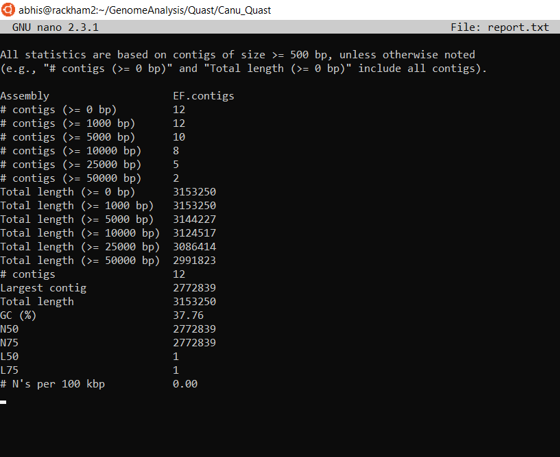 abhis@rackham2:~/GenomeAnalysis/Quast/Canu_Quast
GNU nano 2.3.1 File: report.txt
All statistics are based on contigs of size >= 500 bp, unless otherwise noted
(e.g., "# contigs (>= 0 bp)" and "Total length (>= 0 bp)" include all contigs).
Assembly EF.contigs
# contigs (>= 0 bp) 12
# contigs (>= 1000 bp) 12
# contigs (>= 5000 bp) 10
# contigs (>= 10000 bp) 8
# contigs (>= 25000 bp) 5
# contigs (>= 50000 bp) 2
Total length (>= 0 bp) 3153250
Total length (>= 1000 bp) 3153250
Total length (>= 5000 bp) 3144227
Total length (>= 10000 bp) 3124517
Total length (>= 25000 bp) 3086414
Total length (>= 50000 bp) 2991823
# contigs 12
Largest contig 2772839
Total length 3153250
GC (%) 37.76
N50 2772839
N75 2772839
L50 1
L75 1
# N's per 100 kbp 0.00